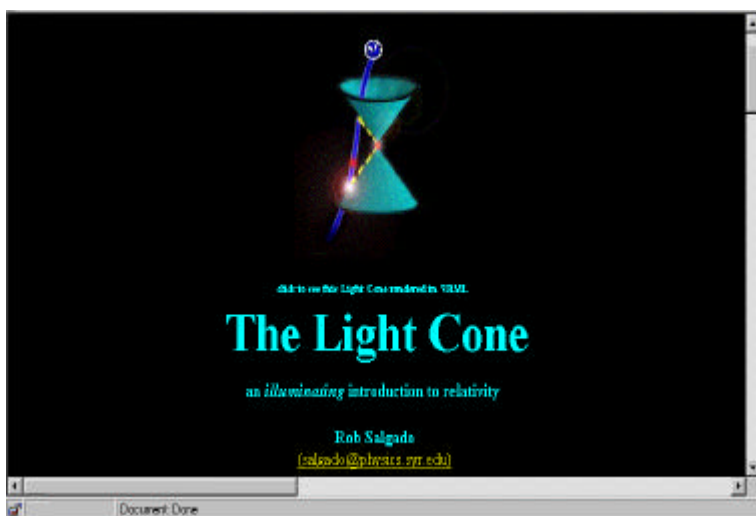 click to see this Light Cone rendered in VRML
The Light Cone
an illuminating introduction to relativity
Rob Salgado
(salgado@physics.syr.edu)
Document: Done